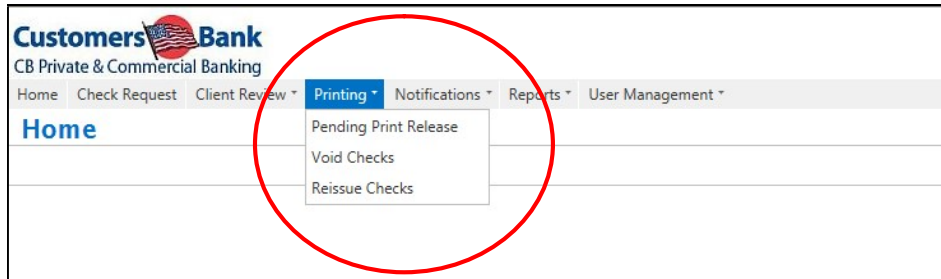 Customers Bank
CB Private & Commercial Banking
Home Check Request Client Review Printing Notifications Reports User Management
Home
Pending Print Release
Void Checks
Reissue Checks